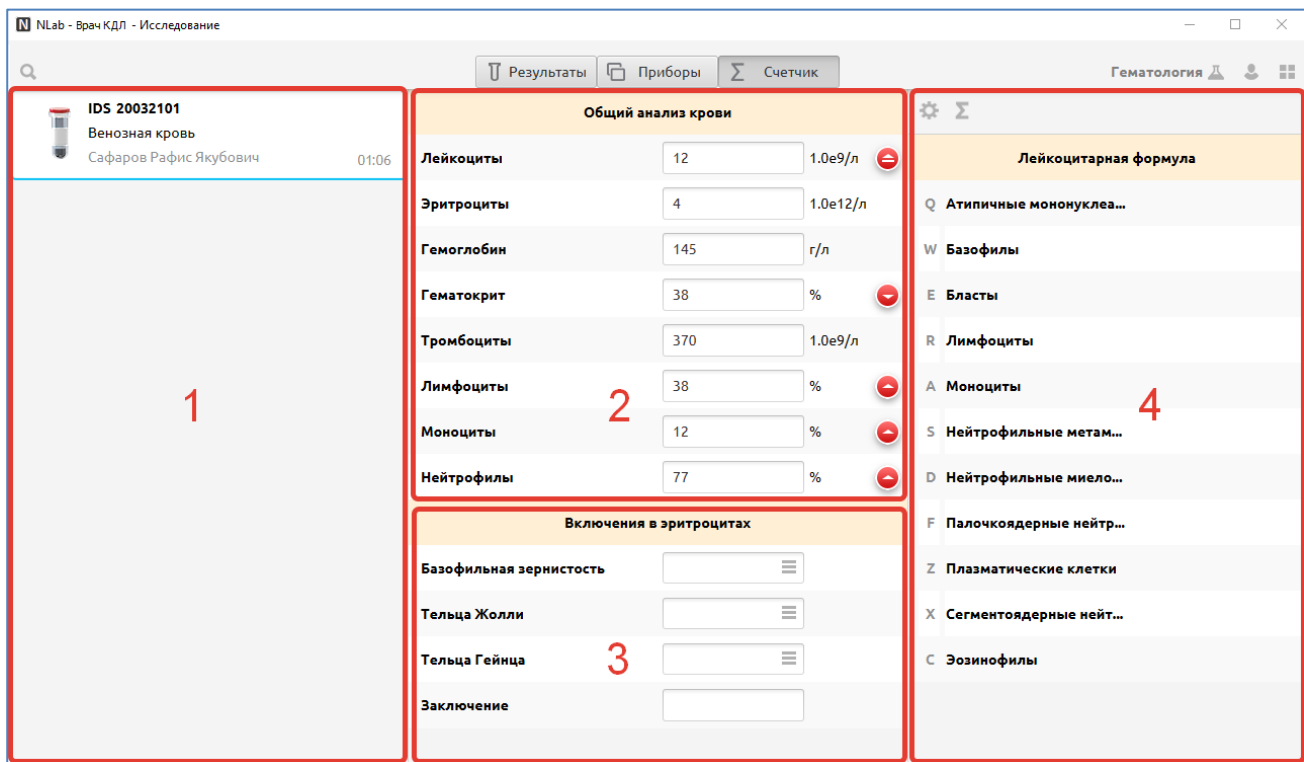 NLab - Врач КДЛ - Исследование
Результаты Приборы Σ Счетчик Гематология
IDS 20032101
Венозная кровь
Сафаров Рафис Якубович 01:06
1
Общий анализ крови
Лейкоциты 12 1.0е9/л
Эритроциты 4 1.0е12/л
Гемоглобин 145 г/л
Гематокрит 38 %
Тромбоциты 370 1.0е9/л
Лимфоциты 38 %
Моноциты 12 %
Нейтрофилы 77 %
2
Включения в эритроцитах
Базофильная зернистость
Тельца Жолли
Тельца Гейнца
Заключение
3
Σ
Лейкоцитарная формула
Q Атипичные мононуклеа...
W Базофилы
E Бласты
R Лимфоциты
A Моноциты
S Нейтрофильные метам...
D Нейтрофильные миело...
F Палочкоядерные нейтр...
Z Плазматические клетки
X Сегментоядерные нейт...
C Эозинофилы
4